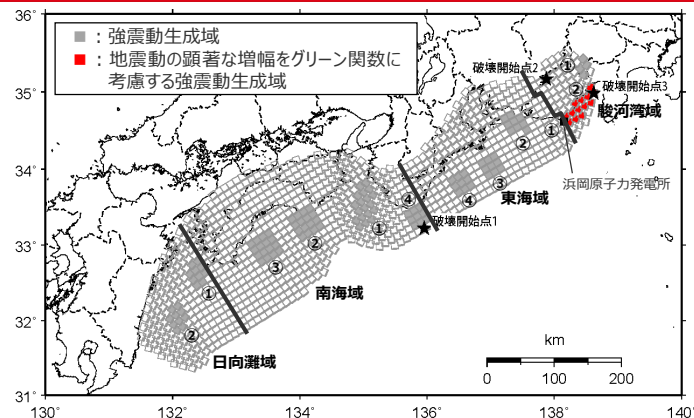 36°
35°
34°
33°
32°
31°
130°
132°
134°
136°
138°
140
■：強震動生成域
■：地震動の顕著な増幅をグリーン関数に
考慮する強震動生成域
破壊開始点2
①
②
破壊開始点3
駿河湾域
①
②
浜岡原子力発電所
③
④
東海域
④
破壊開始点1
①
②
③
南海域
①
②
日向灘域
km
0 100 200